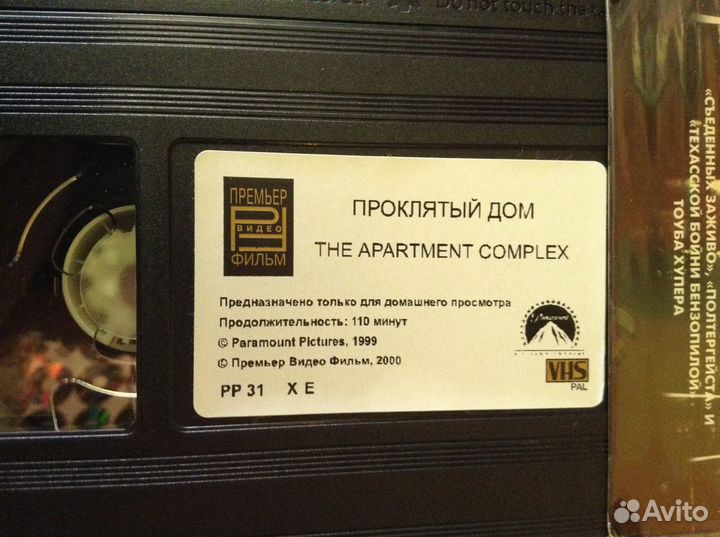 Do not touch the ta
ПРЕМЬЕР
ВИДЕО
ФИЛЬМ
ПРОКЛЯТЫЙ ДОМ
THE APARTMENT COMPLEX
Предназначено только для домашнего просмотра
Продолжительность: 110 минут
© Paramount Pictures, 1999
© Премьер Видео Фильм, 2000
PP 31 X E
Paramount
VHS
PAL
«СЪЕДЕННЫХ ЗАЖИВО», «ПОЛТЕРГЕЙСТА» И
«ТЕХАССКОЙ БОЙНИ БЕНЗОПИЛОЙ»
ТОУБА ХУПЕРА
Avito